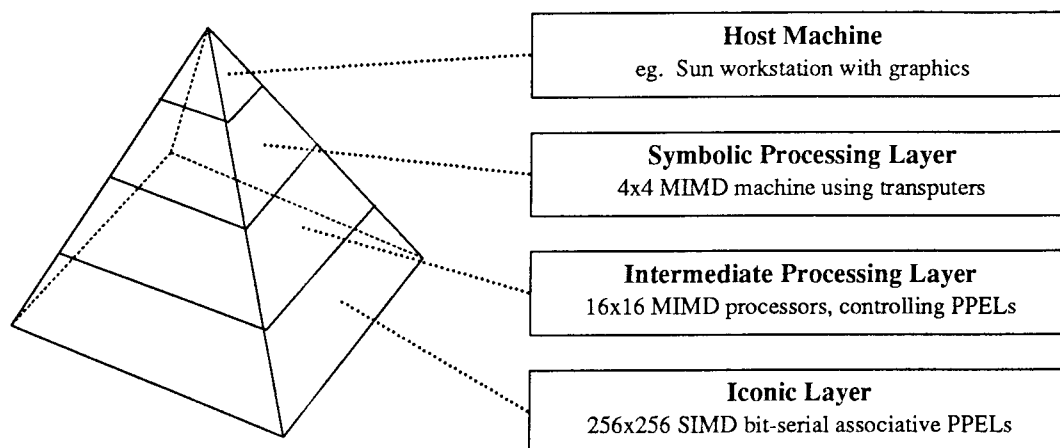 Host Machine
eg. Sun workstation with graphics
Symbolic Processing Layer
4x4 MIMD machine using transputers
Intermediate Processing Layer
16x16 MIMD processors, controlling PPELs
Iconic Layer
256x256 SIMD bit-serial associative PPELs